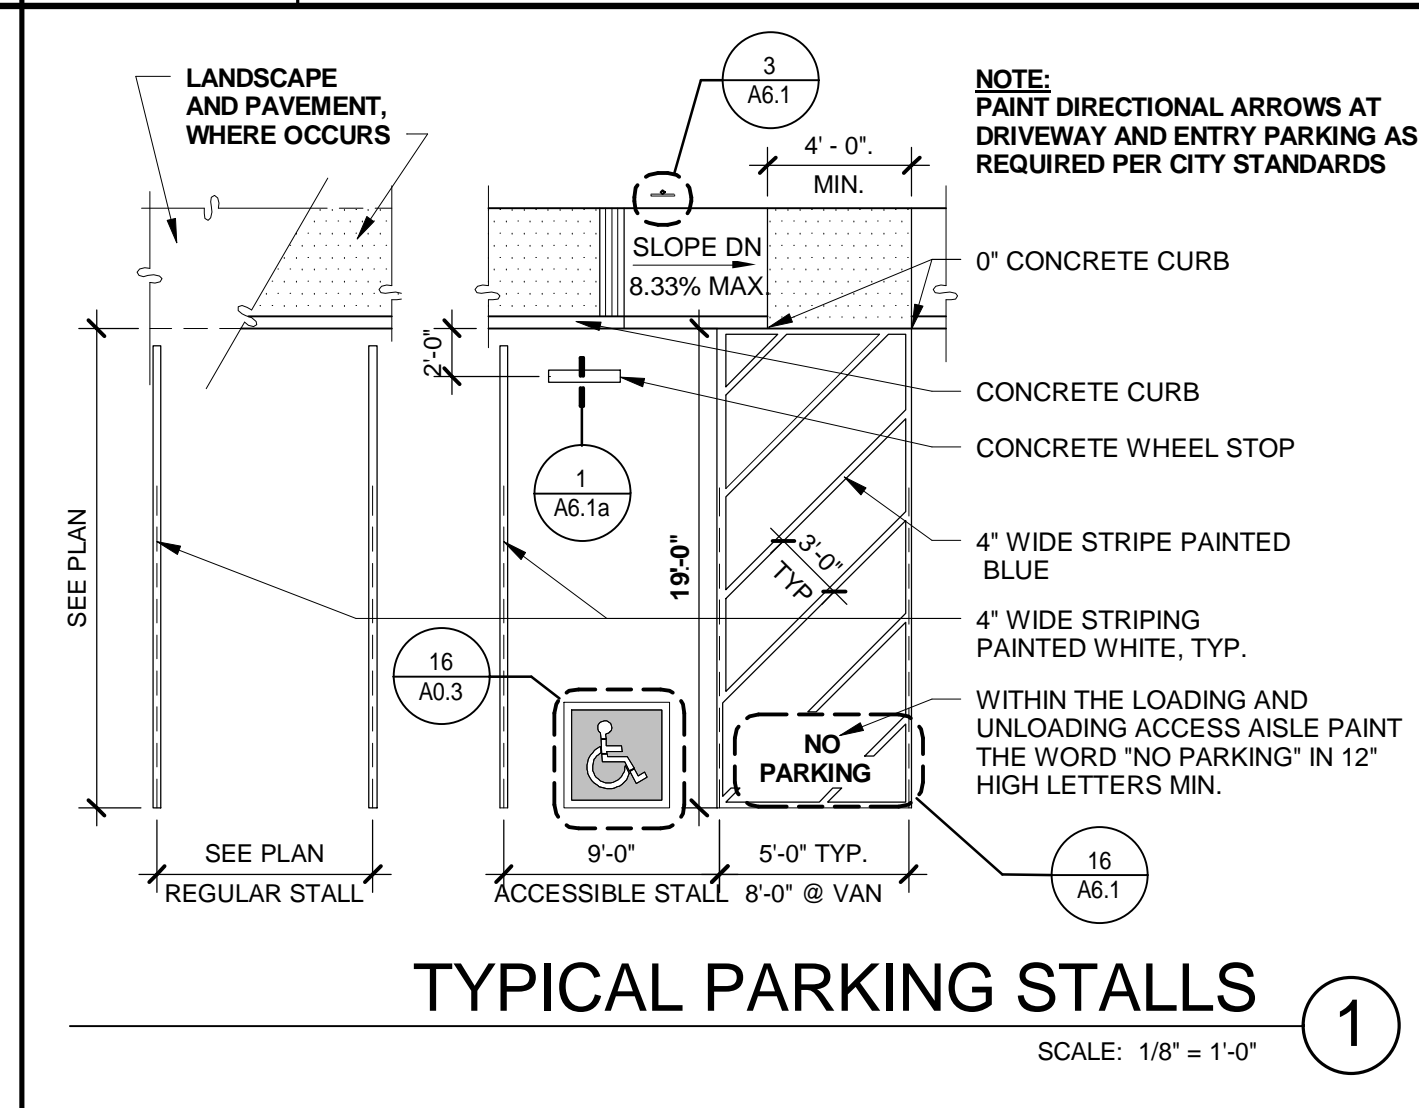 LANDSCAPE
AND PAVEMENT,
WHERE OCCURS
3
A6.1
4' - 0".
MIN.
NOTE:
PAINT DIRECTIONAL ARROWS AT
DRIVEWAY AND ENTRY PARKING AS
REQUIRED PER CITY STANDARDS
SLOPE DN
8.33% MAX.
0" CONCRETE CURB
2'-0"
CONCRETE CURB
CONCRETE WHEEL STOP
1
A6.1a
SEE PLAN
19'-0"
3'-0"
TYP
4" WIDE STRIPE PAINTED
BLUE
4" WIDE STRIPING
PAINTED WHITE, TYP.
16
A0.3
WITHIN THE LOADING AND
UNLOADING ACCESS AISLE PAINT
THE WORD "NO PARKING" IN 12"
HIGH LETTERS MIN.
NO
PARKING
SEE PLAN
REGULAR STALL
9'-0"
ACCESSIBLE STALL
5'-0" TYP.
8'-0" @ VAN
16
A6.1
TYPICAL PARKING STALLS
1
SCALE: 1/8" = 1'-0"